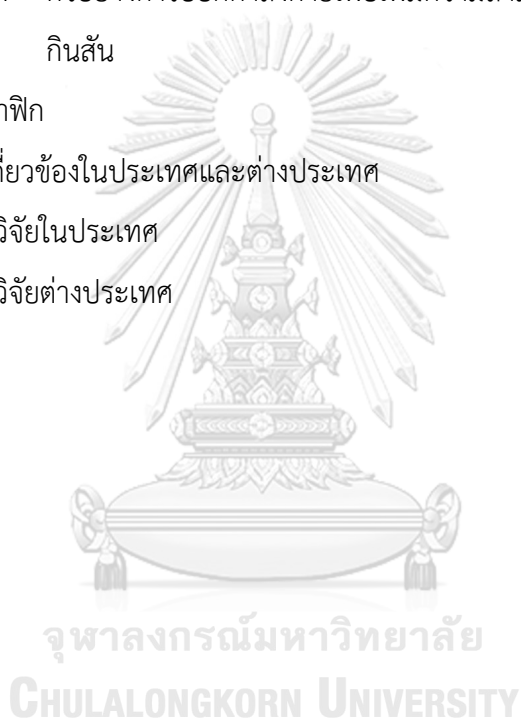 กินสัน
าฟิก
กี่ยวข้องในประเทศและต่างประเทศ
วิจัยในประเทศ
วิจัยต่างประเทศ
จุฬาลงกรณ์มหาวิทยาลัย
CHULALONGKORN UNIVERSITY